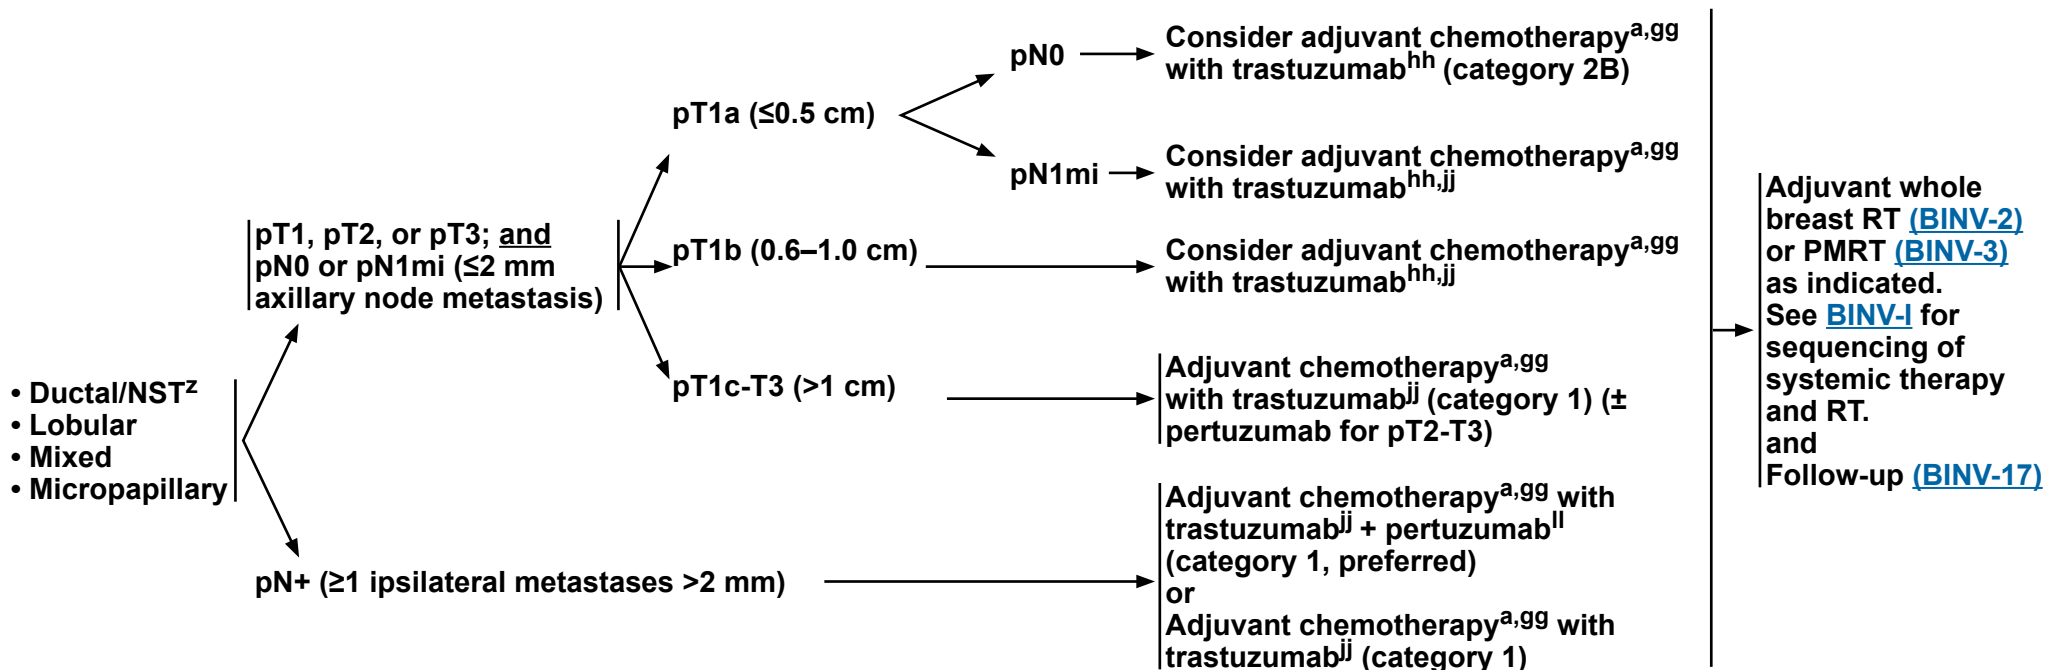 • Ductal/NSTz
• Lobular
• Mixed
• Micropapillary
pT1, pT2, or pT3; and
pN0 or pN1mi (≤2 mm
axillary node metastasis)
pT1a (≤0.5 cm)
pN0
Consider adjuvant chemotherapya,gg
with trastuzumabhh (category 2B)
pN1mi
Consider adjuvant chemotherapya,gg
with trastuzumabhh,jj
pT1b (0.6–1.0 cm)
Consider adjuvant chemotherapya,gg
with trastuzumabhh,jj
pT1c-T3 (>1 cm)
Adjuvant chemotherapya,gg
with trastuzumabjj (category 1) (±
pertuzumab for pT2-T3)
pN+ (≥1 ipsilateral metastases >2 mm)
Adjuvant chemotherapya,gg with
trastuzumabjj + pertuzumabll
(category 1, preferred)
or
Adjuvant chemotherapya,gg with
trastuzumabjj (category 1)
Adjuvant whole
breast RT (BINV-2)
or PMRT (BINV-3)
as indicated.
See BINV-I for
sequencing of
systemic therapy
and RT.
and
Follow-up (BINV-17)